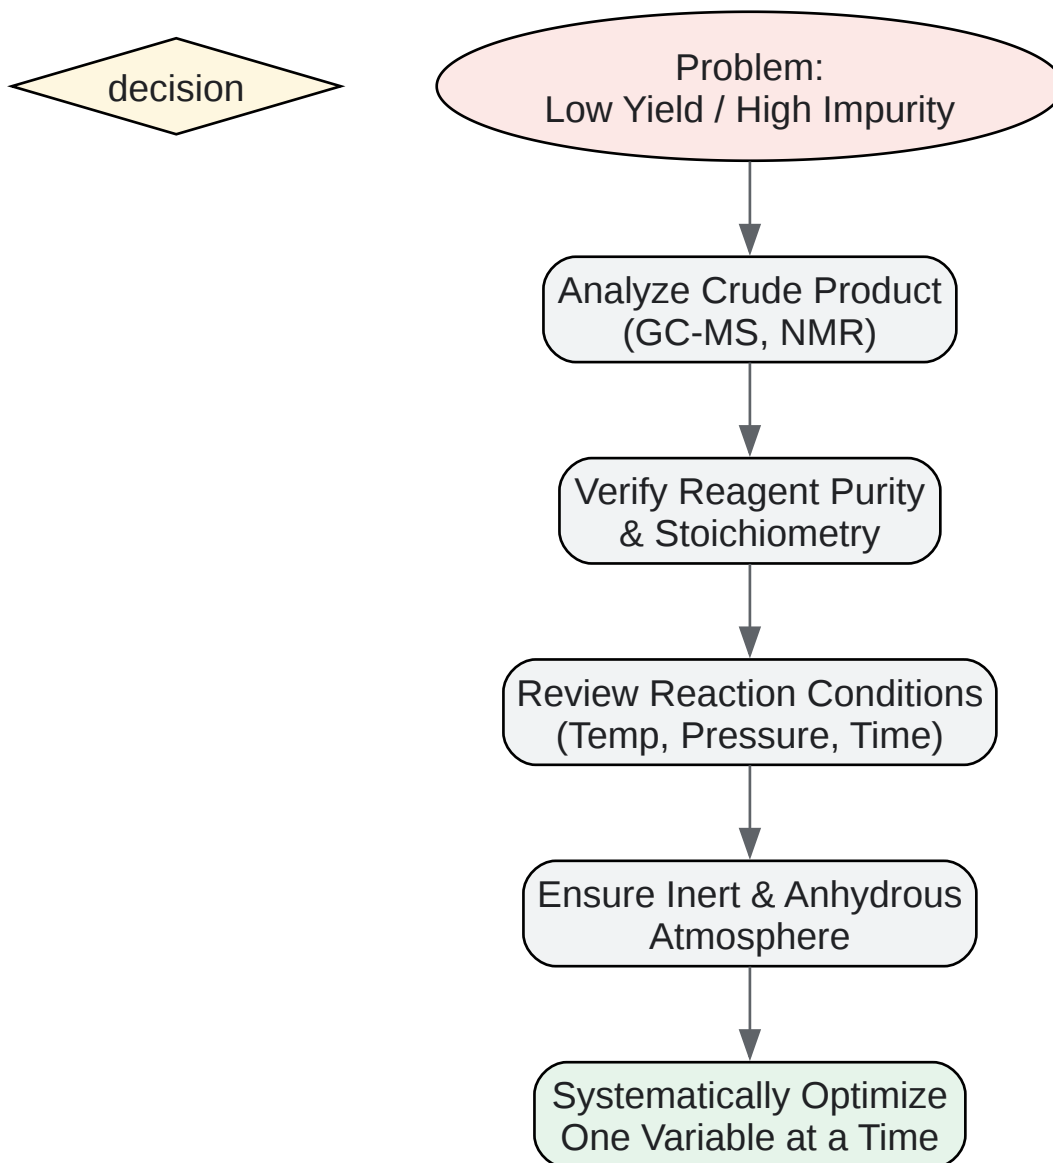 decision
Problem:
Low Yield / High Impurity
Analyze Crude Product
(GC-MS, NMR)
Verify Reagent Purity
& Stoichiometry
Review Reaction Conditions
(Temp, Pressure, Time)
Ensure Inert & Anhydrous
Atmosphere
Systematically Optimize
One Variable at a Time